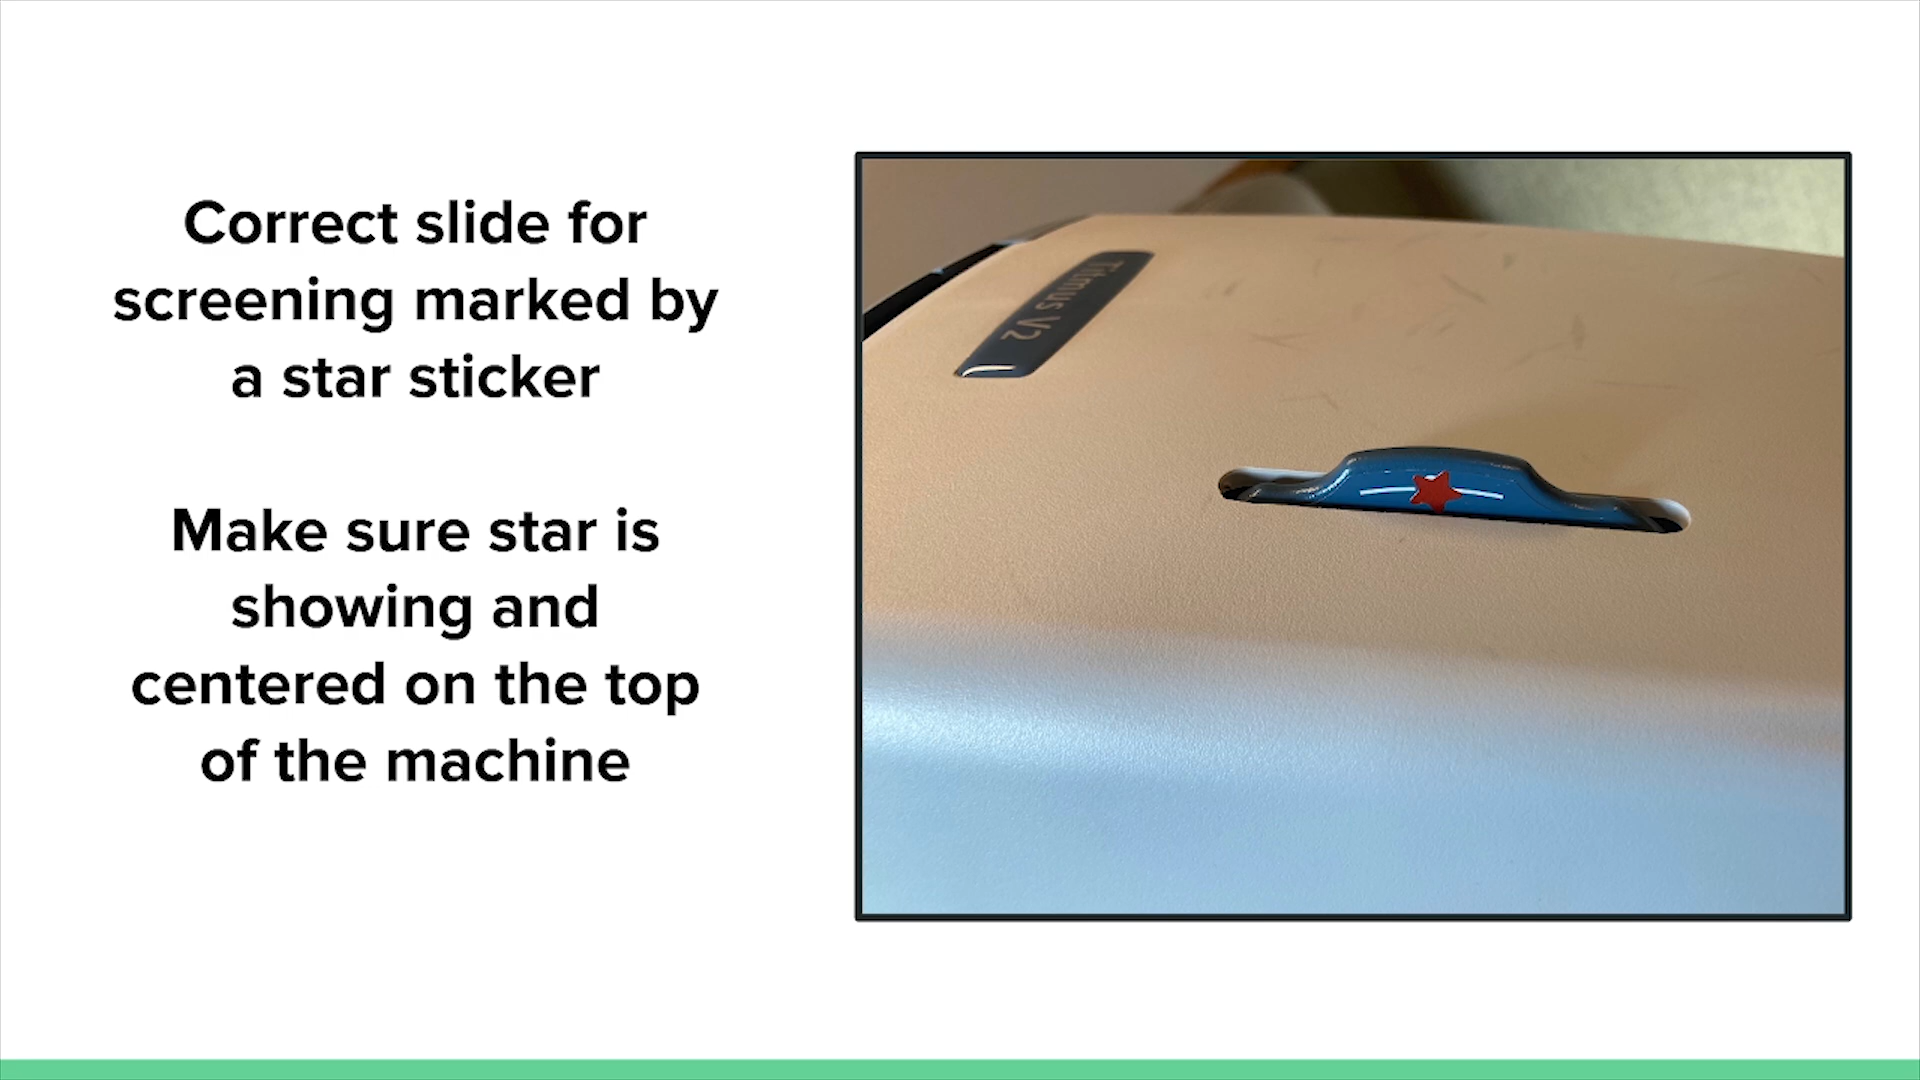 Correct slide for
screening marked by
a star sticker
Make sure star is
showing and
centered on the top
of the machine
Titmus V2